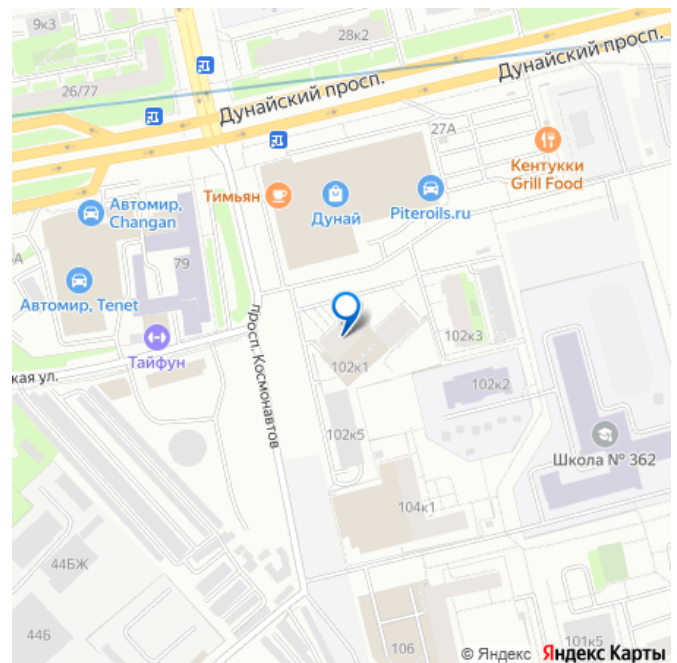 9к3
28к2
26/77
Дунайский просп.
Дунайский просп.
27А
Кентукки
Grill Food
Тимьян
Дунай
Piteroils.ru
Автомир,
Changan
79
Автомир, Tenet
Тайфун
кая ул.
просп. Космонавтов
102к1
102к3
102к2
102к5
Школа № 362
104к1
44БЖ
44Б
106
101к5
© Яндекс Яндекс Карты